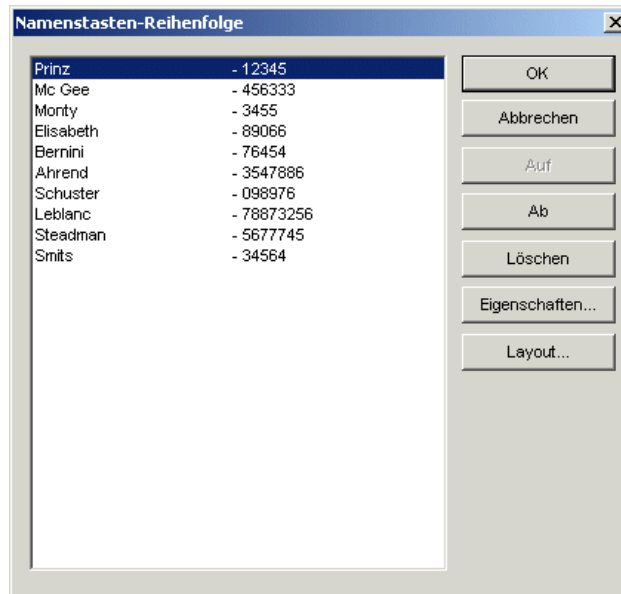 Namenstasten-Reihenfolge
Prinz - 12345
Mc Gee - 456333
Monty - 3455
Elisabeth - 89066
Bernini - 76454
Ahrend - 3547886
Schuster - 098976
Leblanc - 78873256
Steadman - 5677745
Smits - 34564
OK
Abbrechen
Auf
Ab
Löschen
Eigenschaften...
Layout...